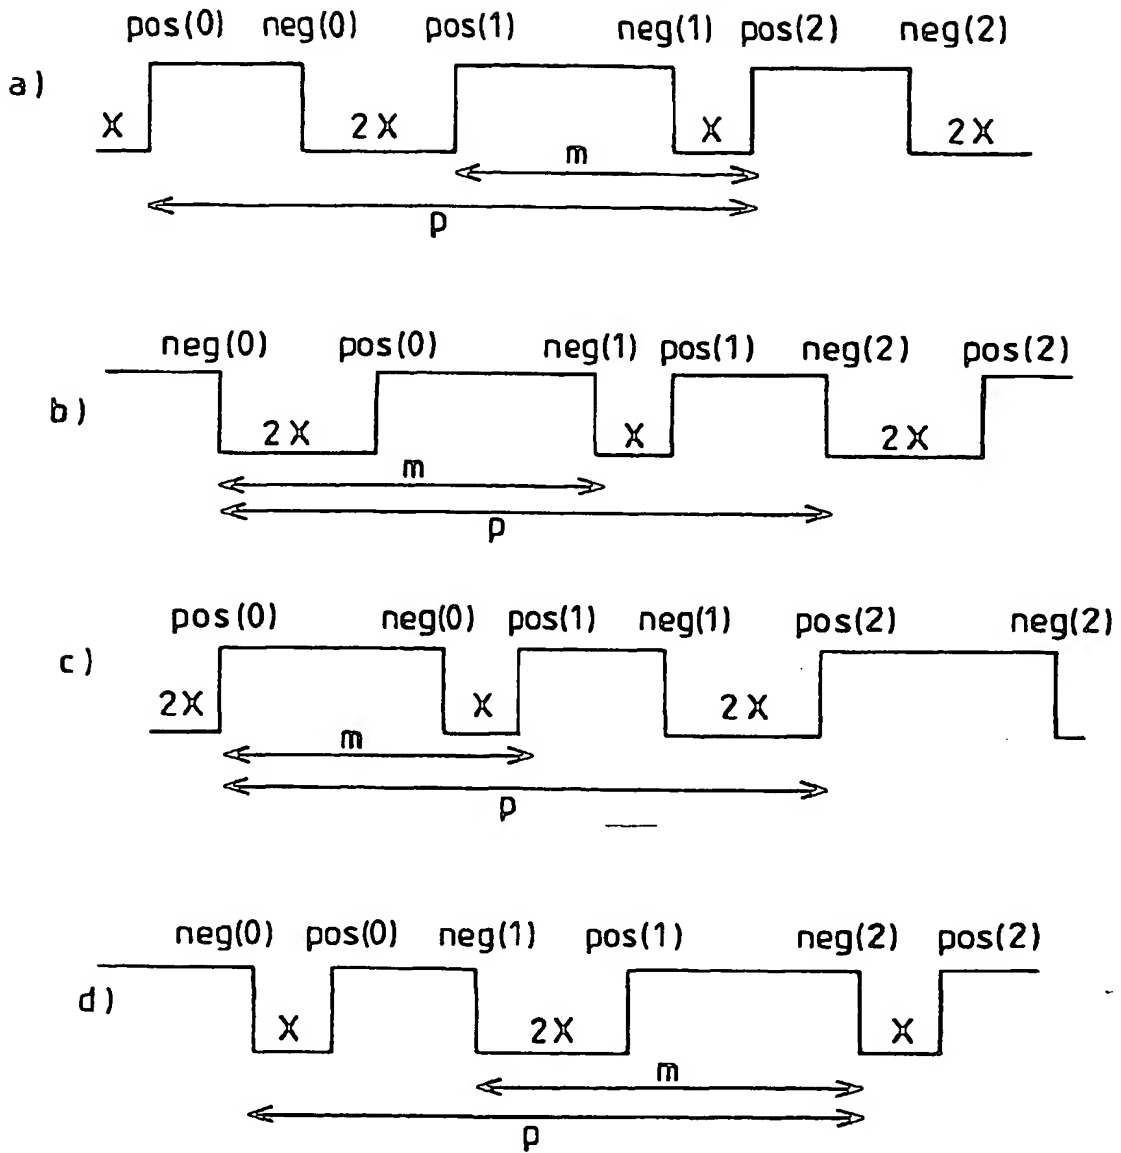 pos(0) neg(0) pos(1) neg(1) pos(2) neg(2)
a)
X 2X X 2X
m
p
neg(0) pos(0) neg(1) pos(1) neg(2) pos(2)
b)
2X X 2X
m
p
pos(0) neg(0) pos(1) neg(1) pos(2) neg(2)
c)
2X X 2X
m
p
neg(0) pos(0) neg(1) pos(1) neg(2) pos(2)
d)
X 2X X
m
p